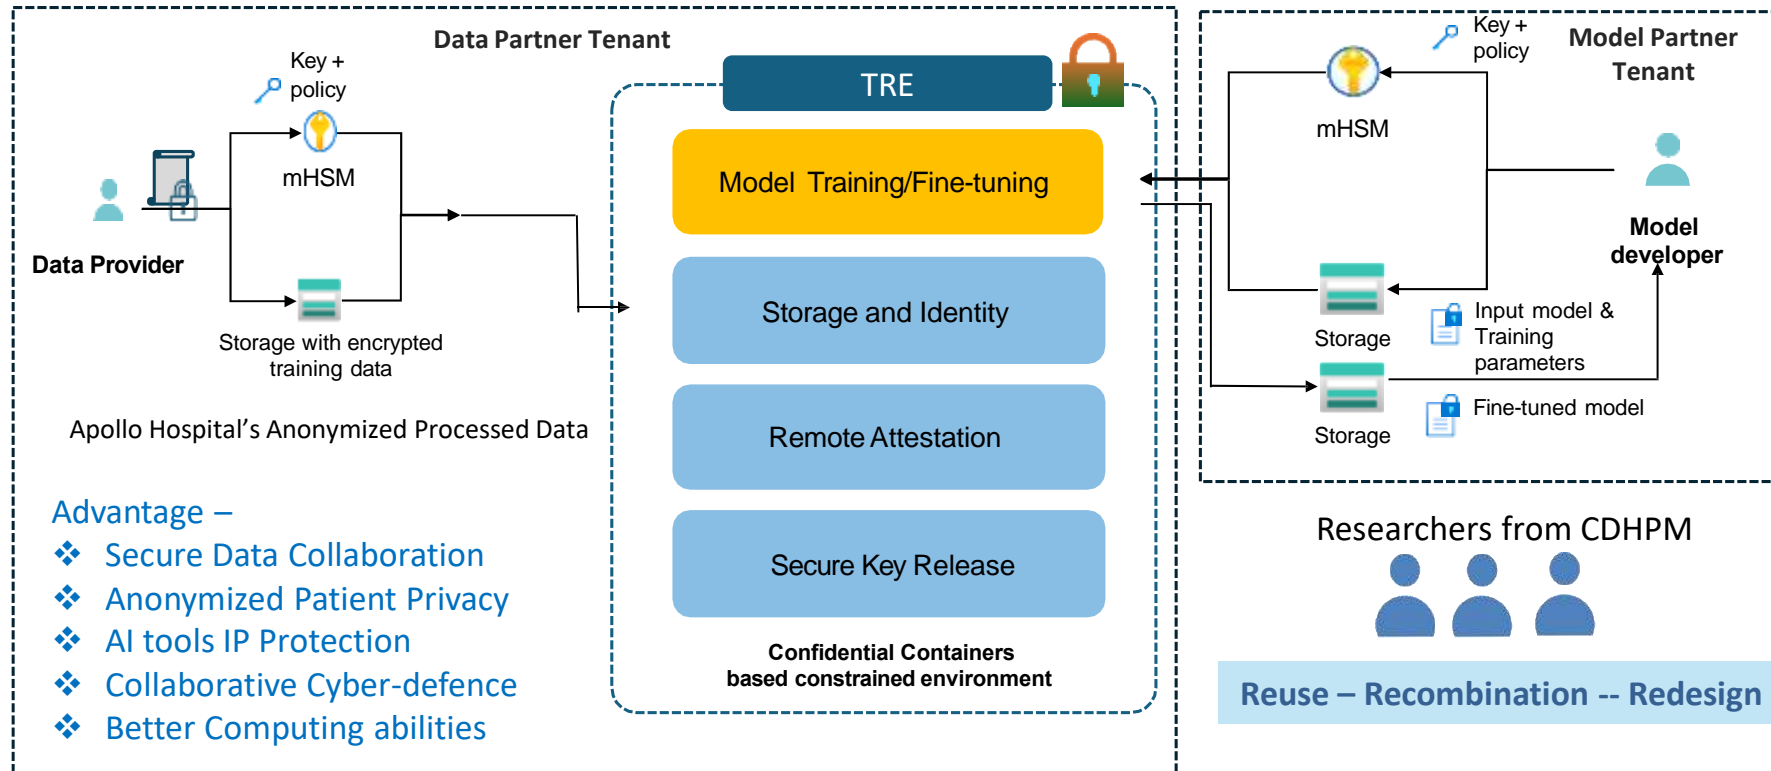 Data Partner Tenant
Key +
policy
mHSM
Data Provider
Storage with encrypted
training data
Apollo Hospital’s Anonymized Processed Data
Advantage –
❖ Secure Data Collaboration
❖ Anonymized Patient Privacy
❖ AI tools IP Protection
❖ Collaborative Cyber-defence
❖ Better Computing abilities
TRE
Model Training/Fine-tuning
Storage and Identity
Remote Attestation
Secure Key Release
Confidential Containers
based constrained environment
Key +
policy
Model Partner
Tenant
mHSM
Model
developer
Storage
Input model &
Training
parameters
Storage
Fine-tuned model
Researchers from CDHPM
Reuse – Recombination -- Redesign